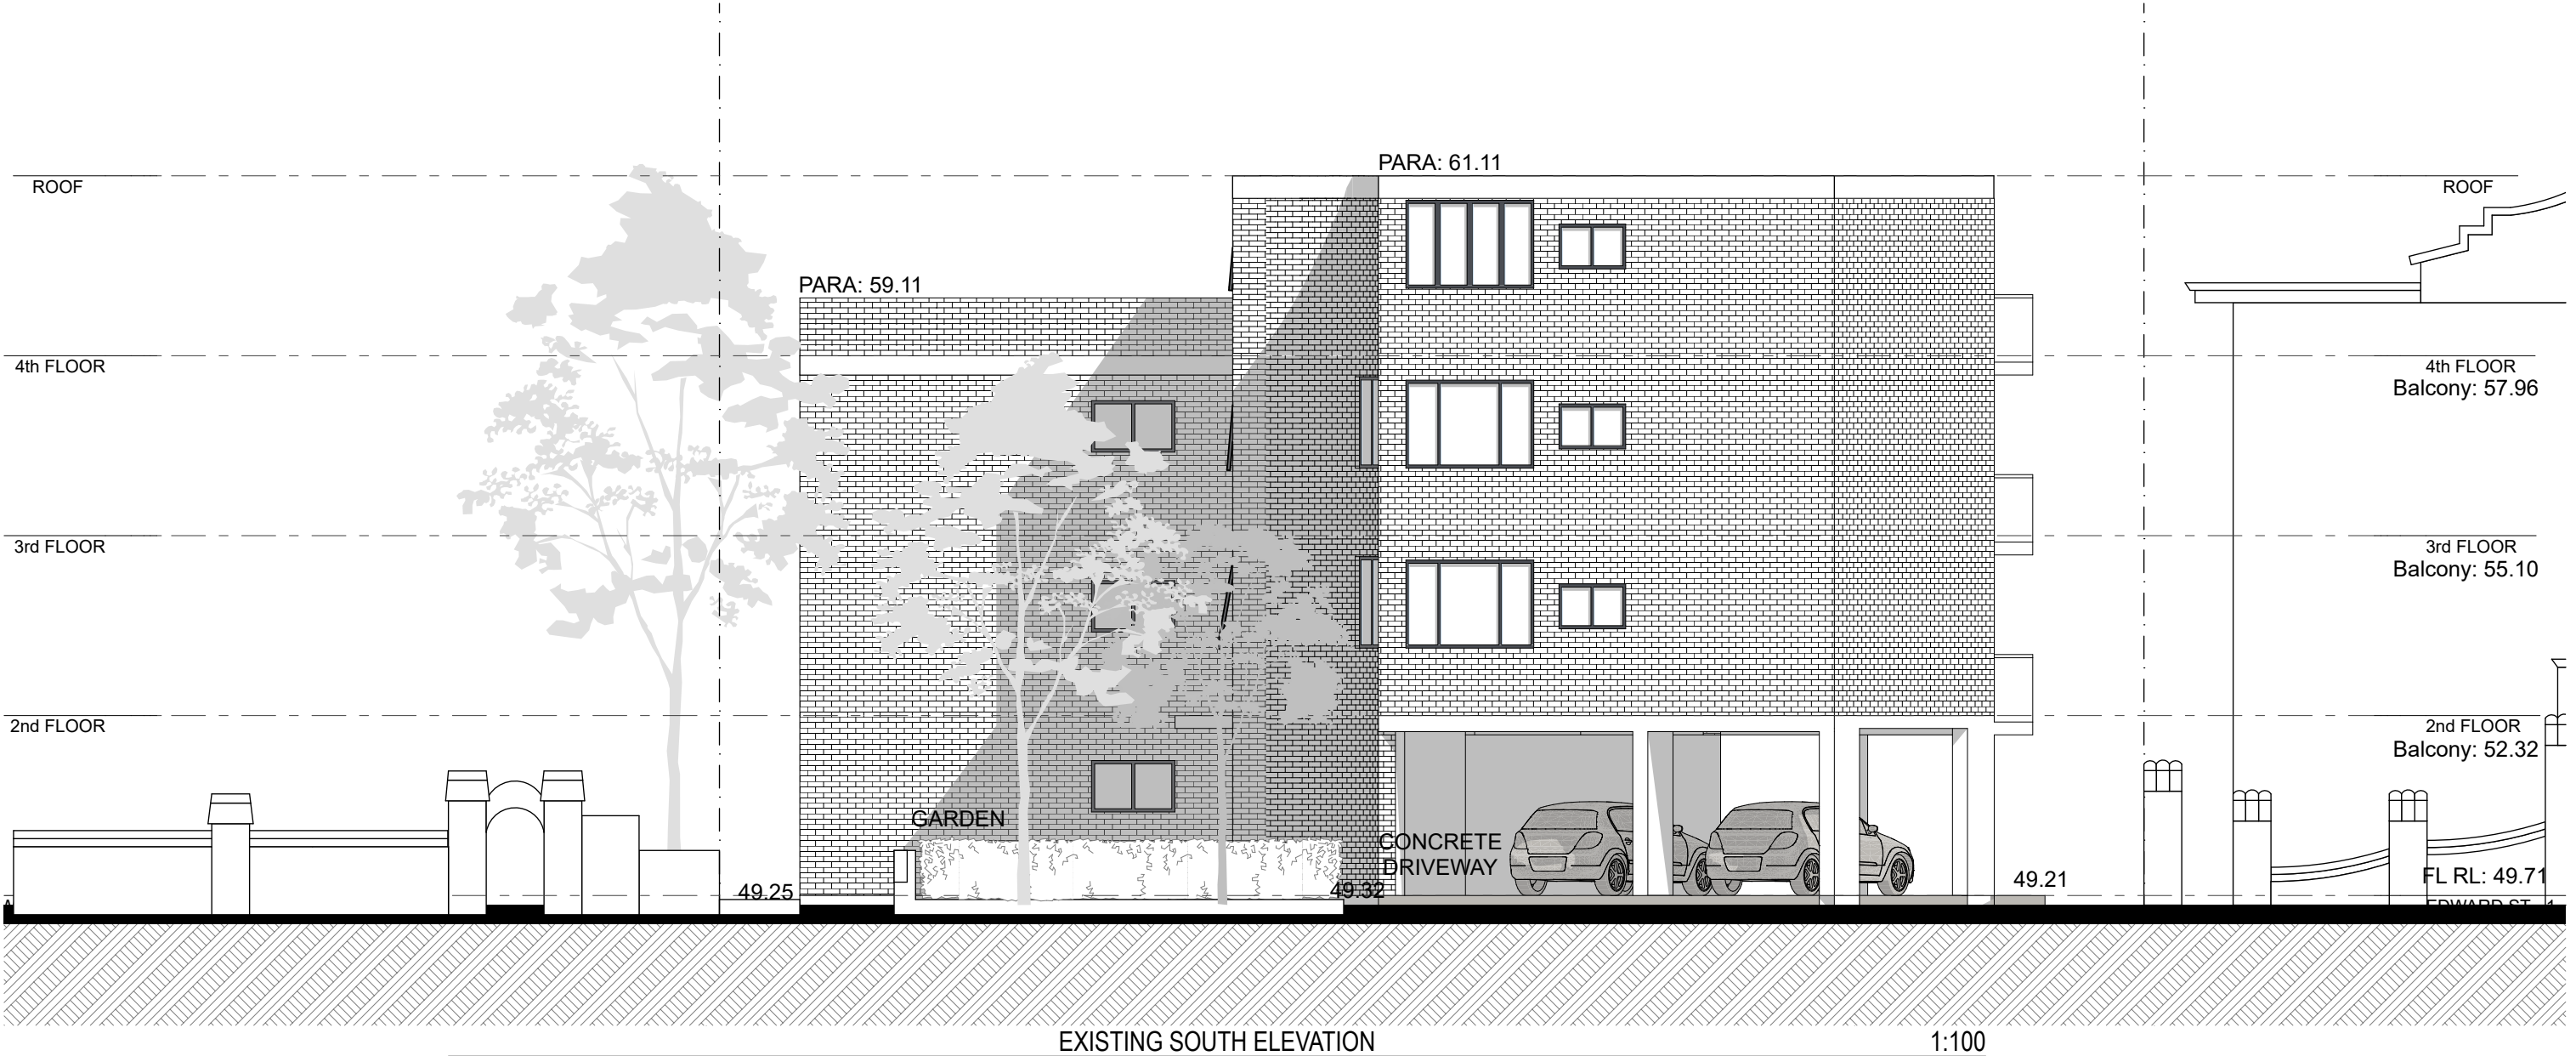 PARA: 61.11
ROOF
ROOF
PARA: 59.11
4th FLOOR
4th FLOOR
Balcony: 57.96
3rd FLOOR
3rd FLOOR
Balcony: 55.10
2nd FLOOR
2nd FLOOR
Balcony: 52.32
GARDEN
CONCRETE
DRIVEWAY
49.25
49.32
49.21
FL RL: 49.71
EXISTING SOUTH ELEVATION
1:100